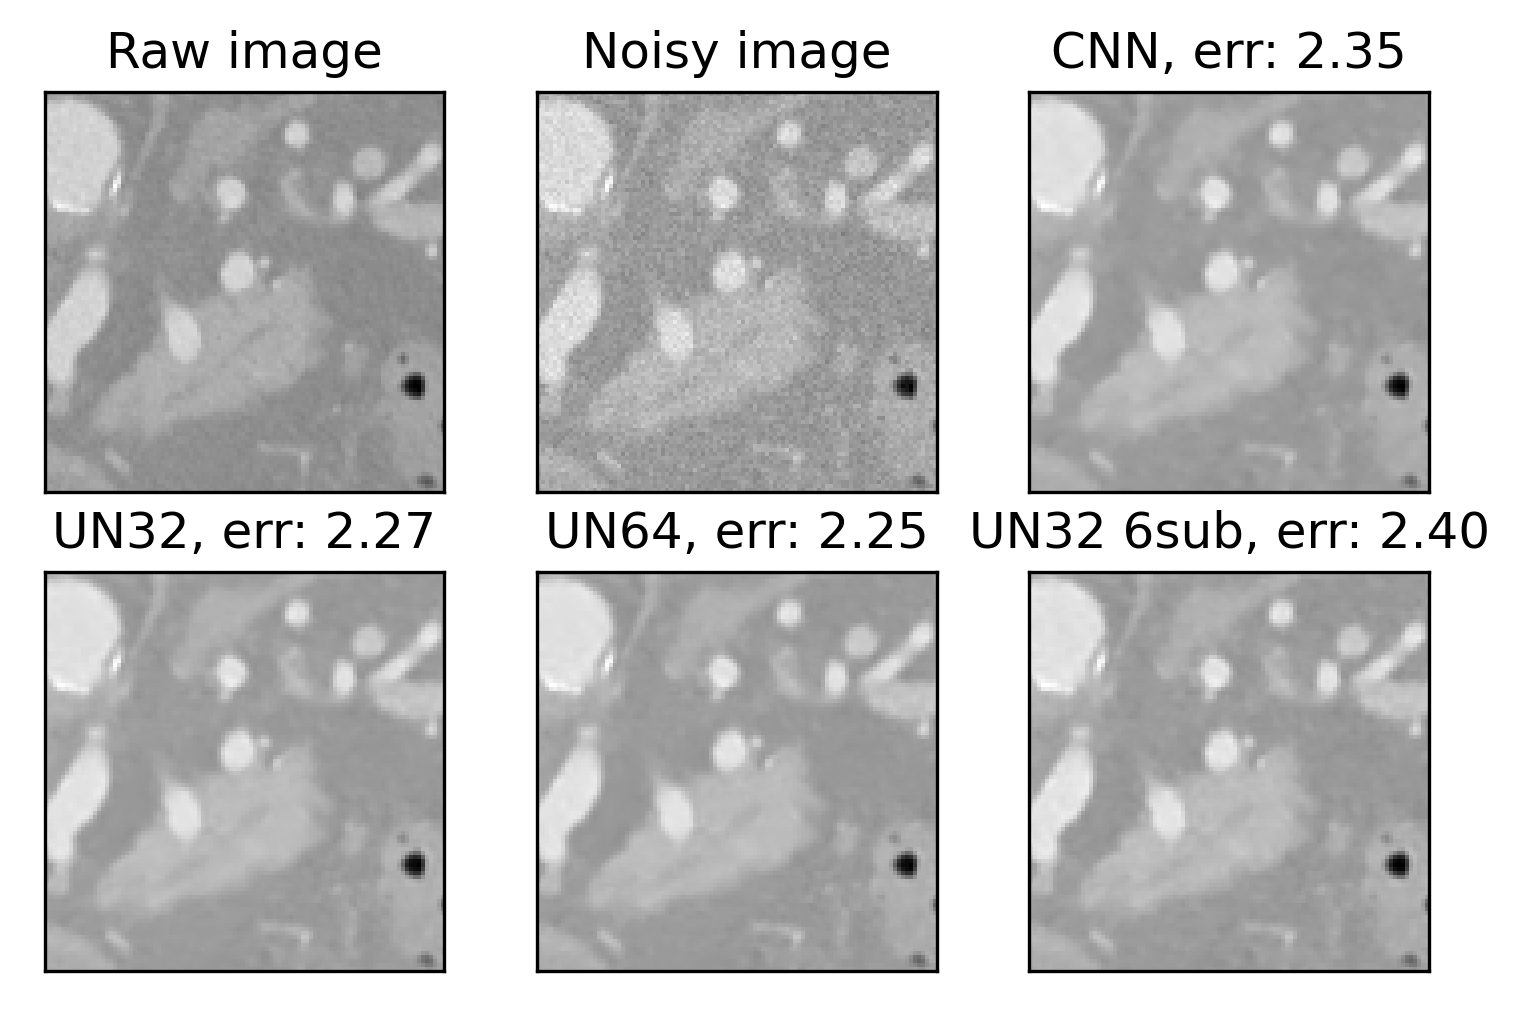 Raw image
Noisy image
CNN, err: 2.35
UN32, err: 2.27
UN64, err: 2.25
UN32 6sub, err: 2.40